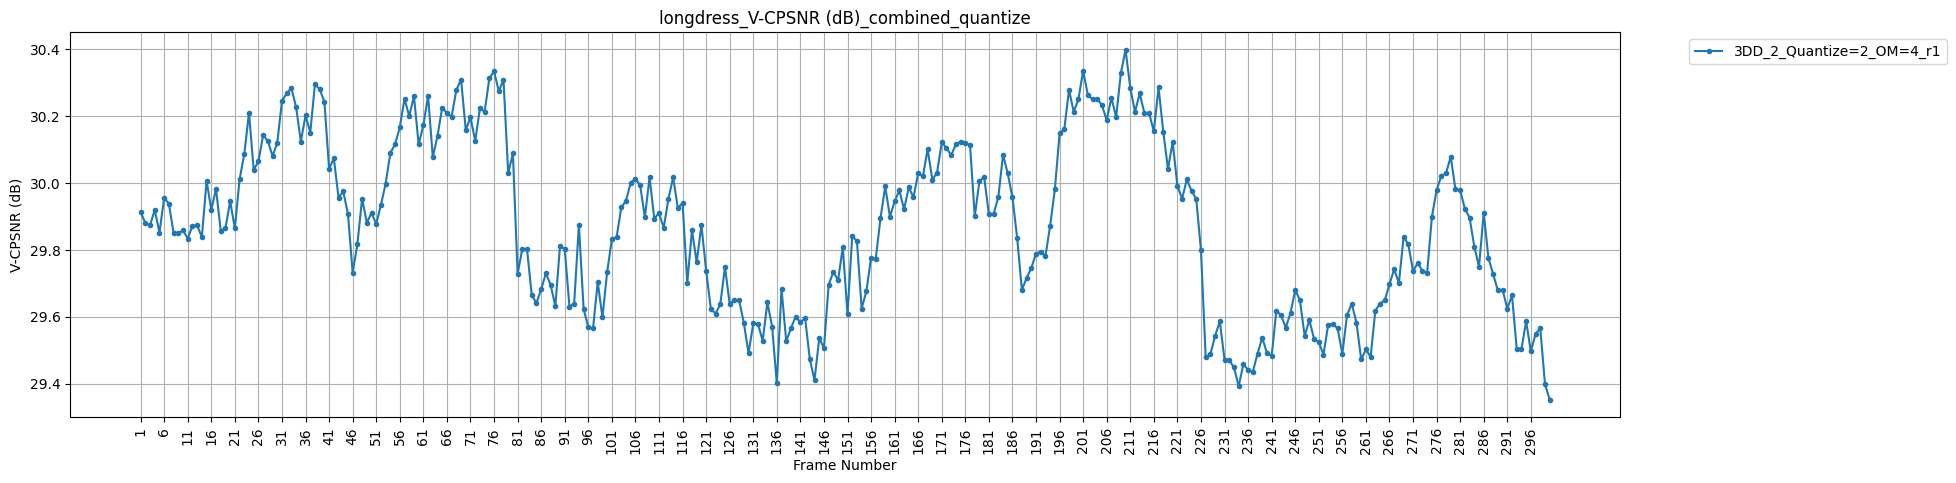 longdress_V-CPSNR (dB)_combined_quantize
3DD_2_Quantize=2_OM=4_r1
V-CPSNR (dB)
30.4
30.2
30.0
29.8
29.6
29.4
1 6 11 16 21 26 31 36 41 46 51 56 61 66 71 76 81 86 91 96 101 106 111 116 121 126 131 136 141 146 151 156 161 166 171 176 181 186 191 196 201 206 211 216 221 226 231 236 241 246 251 256 261 266 271 276 281 286 291 296
Frame Number